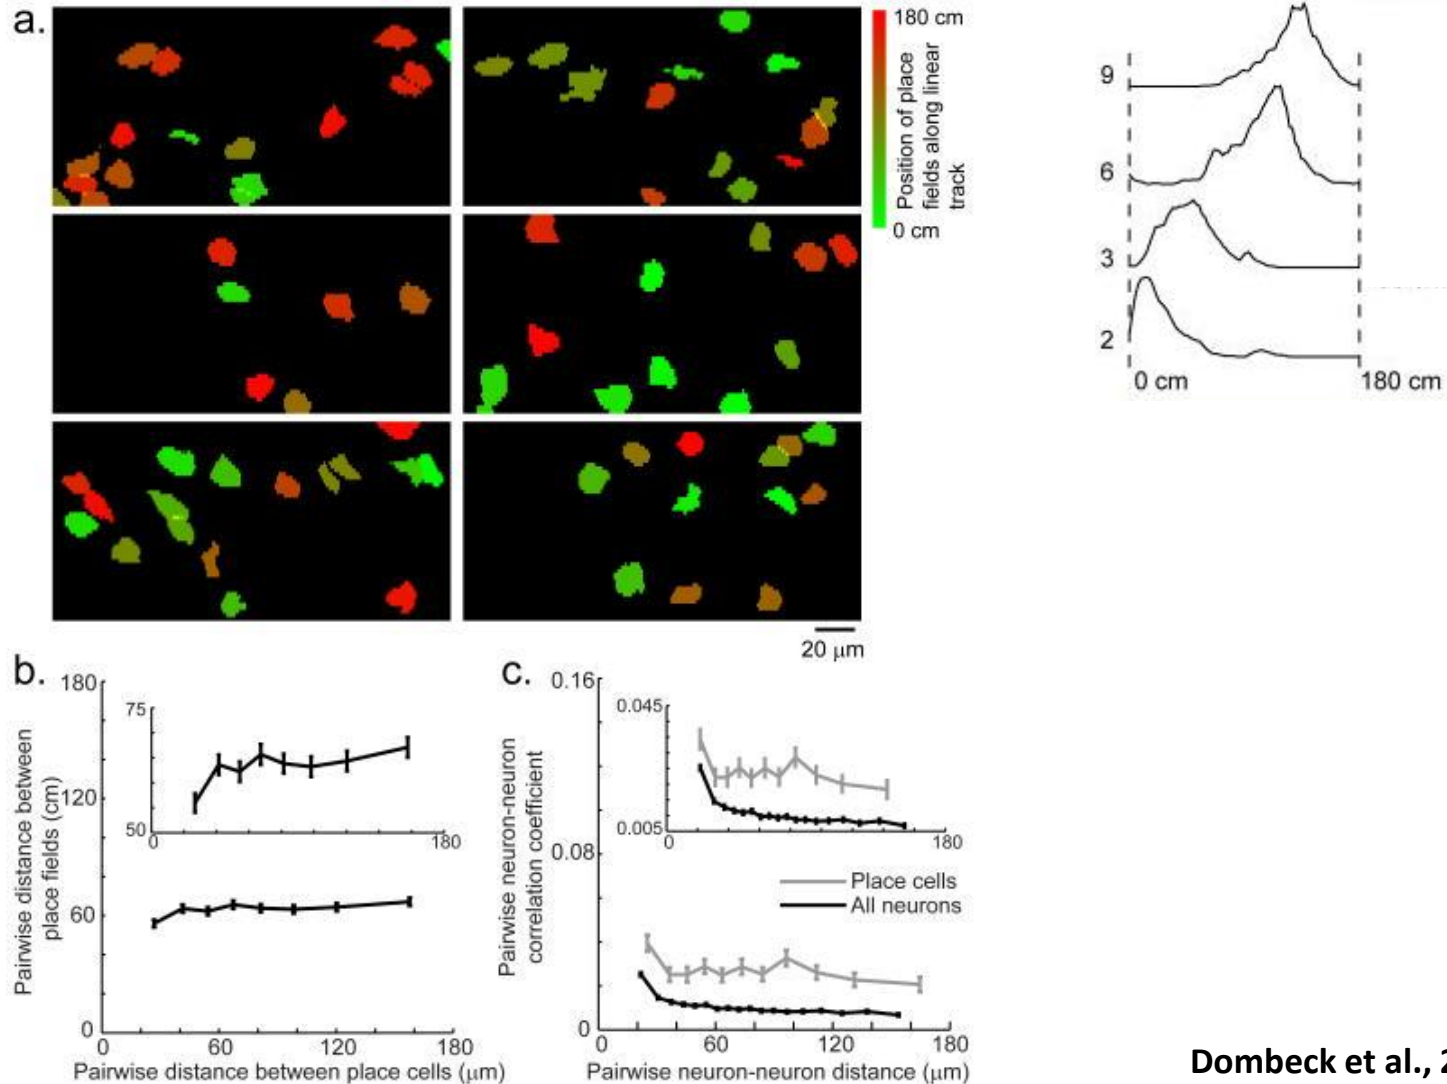 a.
180 cm
Position of place
fields along linear
track
0 cm
20 μm
9
6
3
2
0 cm
180 cm
b.
180
120
60
0
Pairwise distance between
place fields (cm)
75
50
0
180
0
60
120
180
Pairwise distance between place cells (μm)
c.
0.16
0.08
0
Pairwise neuron-neuron
correlation coefficient
0.045
0.005
0
180
Place cells
All neurons
0
60
120
180
Pairwise neuron-neuron distance (μm)
Dombeck et al., 2